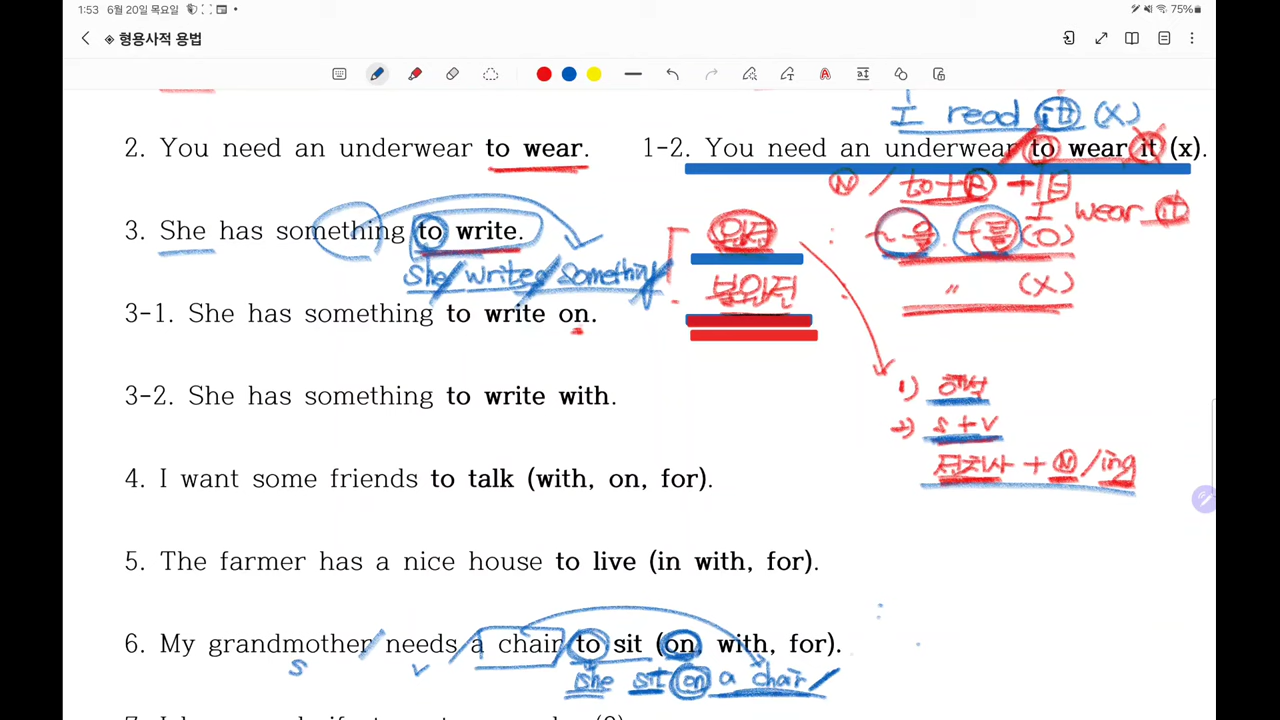 1:53 6월 20일 목요일
75%
형용사적 용법
I read it (X)
2. You need an underwear to wear. 1-2. You need an underwear to wear it (x).
N / to+R +
I wear it
3. She has something to write. 완전 : ~을. ~를 (O)
She/writes/something
불완전 : " (X)
3-1. She has something to write on.
1) 해석
3-2. She has something to write with.
2) S+V
전치사 + N /ing
4. I want some friends to talk (with, on, for).
5. The farmer has a nice house to live (in with, for).
6. My grandmother needs a chair to sit (on, with, for).
S V she sit on a chair/